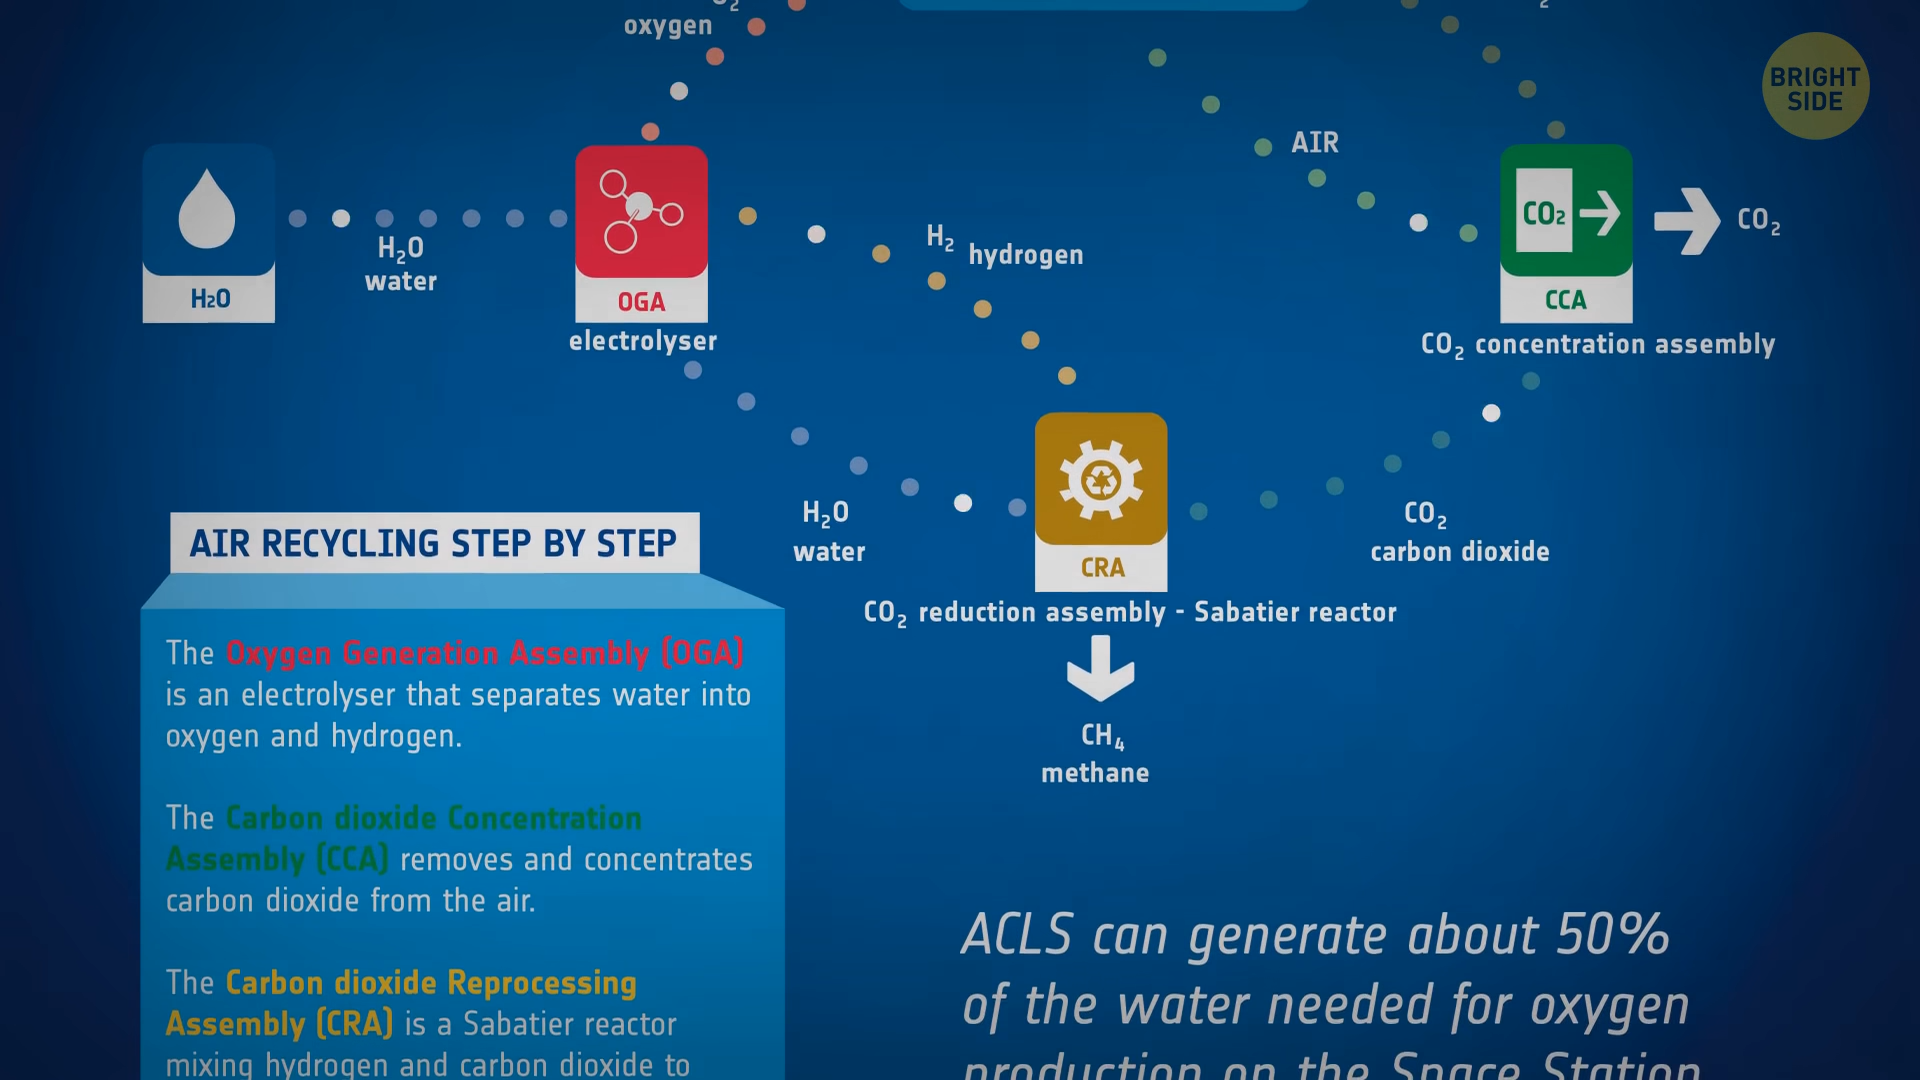 O2
oxygen
2
BRIGHT
SIDE
AIR
CO2
CO2
H2O
water
H2 hydrogen
H2O
OGA
electrolyser
CCA
CO2 concentration assembly
H2O
water
CO2
carbon dioxide
CRA
CO2 reduction assembly - Sabatier reactor
CH4
methane
AIR RECYCLING STEP BY STEP
The Oxygen Generation Assembly (OGA)
is an electrolyser that separates water into
oxygen and hydrogen.
The Carbon dioxide Concentration
Assembly (CCA) removes and concentrates
carbon dioxide from the air.
The Carbon dioxide Reprocessing
Assembly (CRA) is a Sabatier reactor
mixing hydrogen and carbon dioxide to
ACLS can generate about 50%
of the water needed for oxygen
production on the Space Station